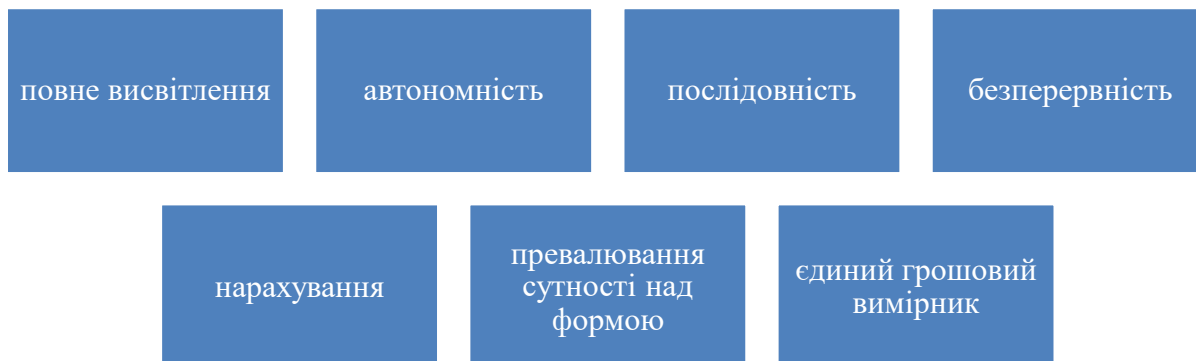 повне висвітлення
автономність
послідовність
безперервність
нарахування
превалювання
сутності над
формою
єдиний грошовий
вимірник